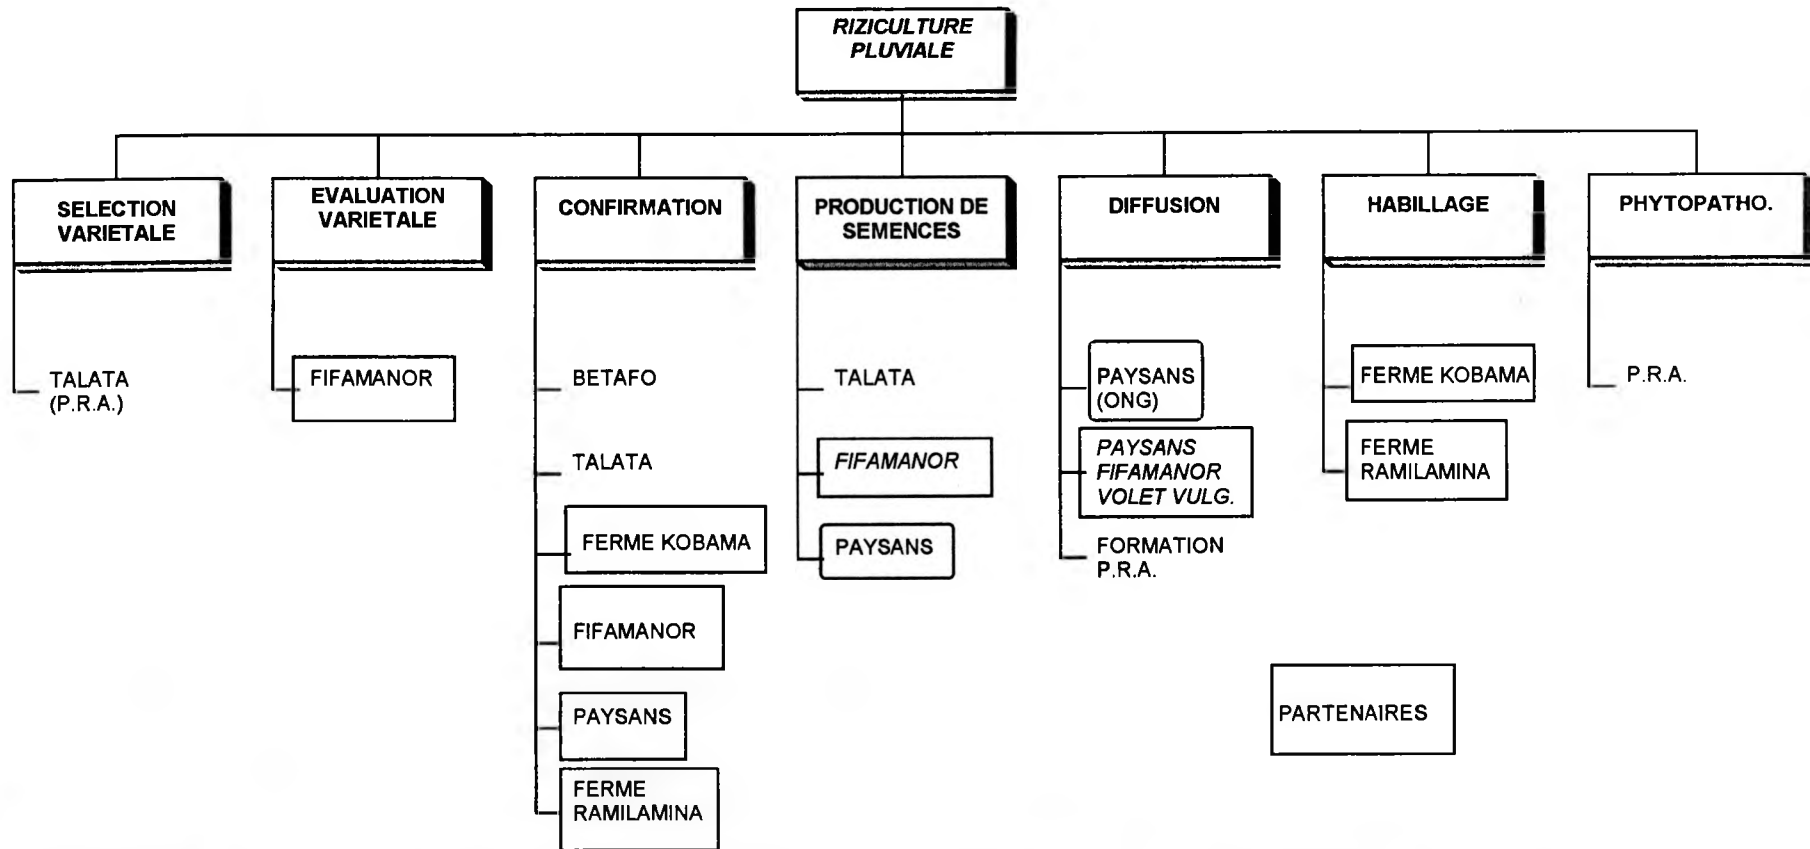 RIZICULTURE
PLUVIALE
SELECTION
VARIETALE
TALATA
(P.R.A.)
EVALUATION
VARIETALE
FIFAMANOR
CONFIRMATION
BETAFO
TALATA
FERME KOBAMA
FIFAMANOR
PAYSANS
FERME
RAMILAMINA
PRODUCTION DE
SEMENCES
TALATA
FIFAMANOR
PAYSANS
DIFFUSION
PAYSANS
(ONG)
PAYSANS
FIFAMANOR
VOLET VULG.
FORMATION
P.R.A.
HABILLAGE
FERME KOBAMA
FERME
RAMILAMINA
PHYTOPATHO.
P.R.A.
PARTENAIRES